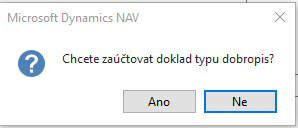 Microsoft Dynamics NAV
Chcete zaúčtovat doklad typu dobropis?
Ano
Ne